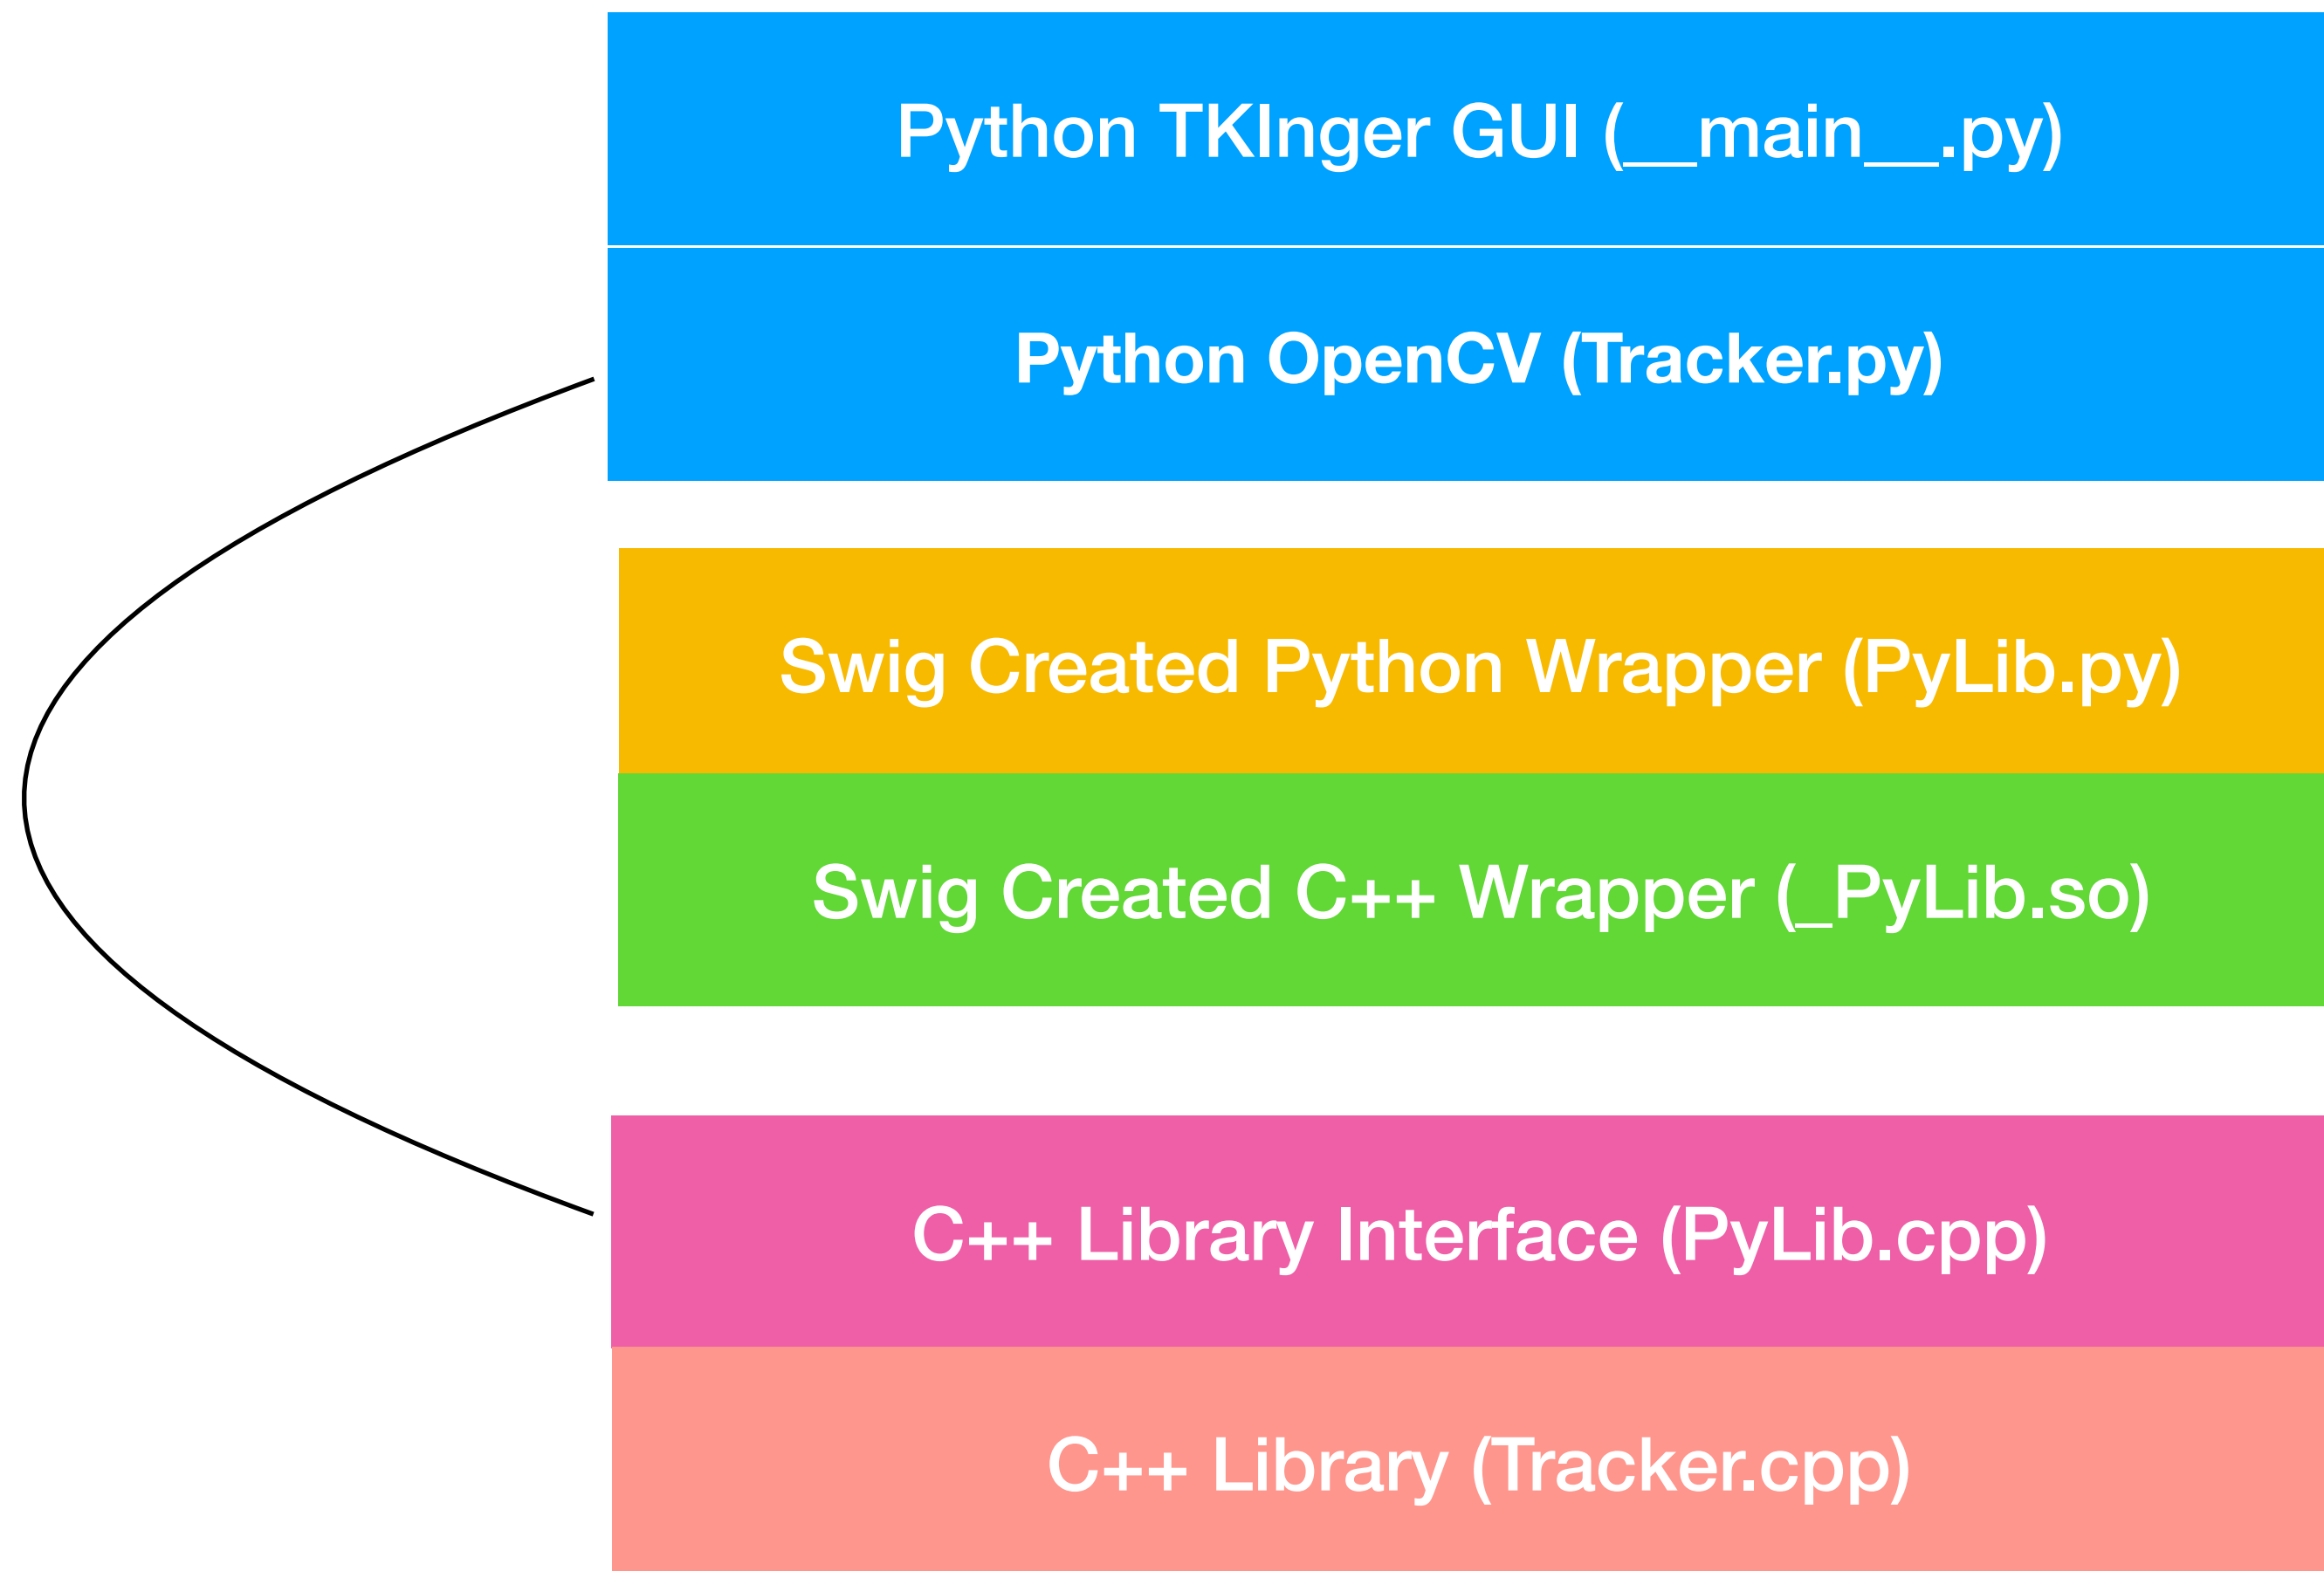 Python TKInger GUI (__main__.py)
Python OpenCV (Tracker.py)
Swig Created Python Wrapper (PyLib.py)
Swig Created C++ Wrapper (_PyLib.so)
C++ Library Interface (PyLib.cpp)
C++ Library (Tracker.cpp)